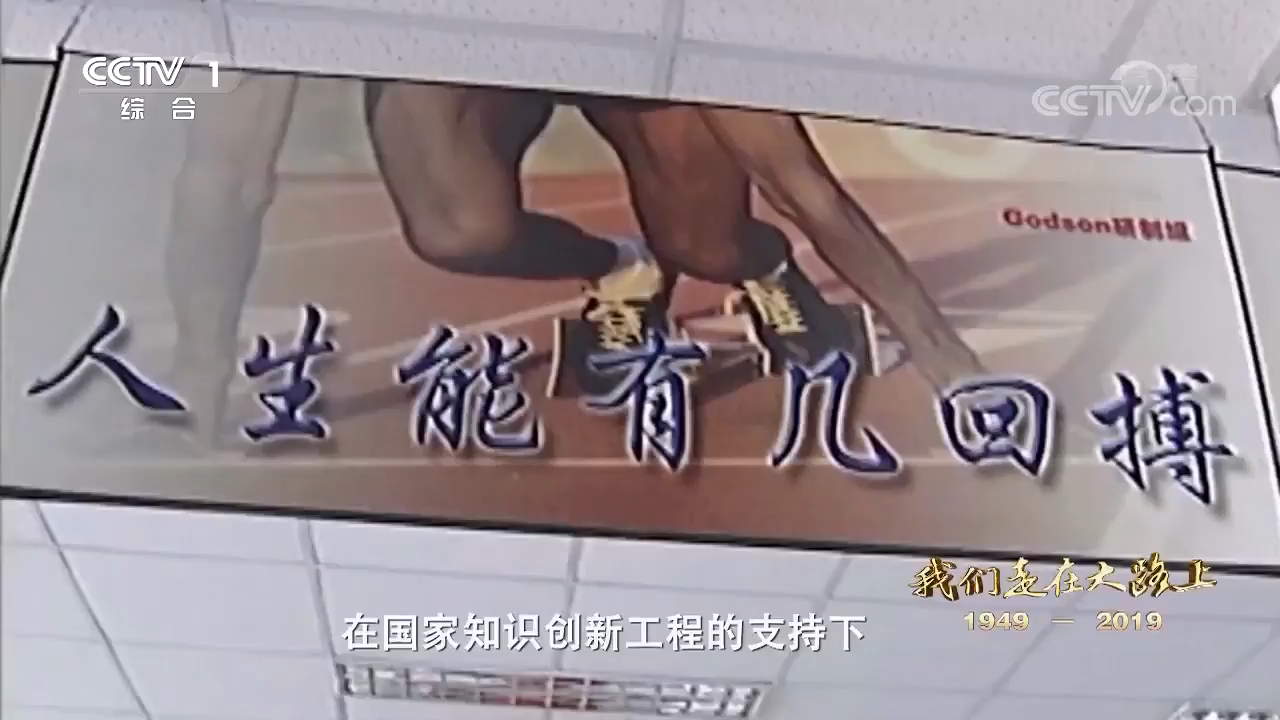 CCTV 1
综合
CCTV.com
Godson研制组
人生能有几回搏
我们走在大路上
1949 — 2019
在国家知识创新工程的支持下